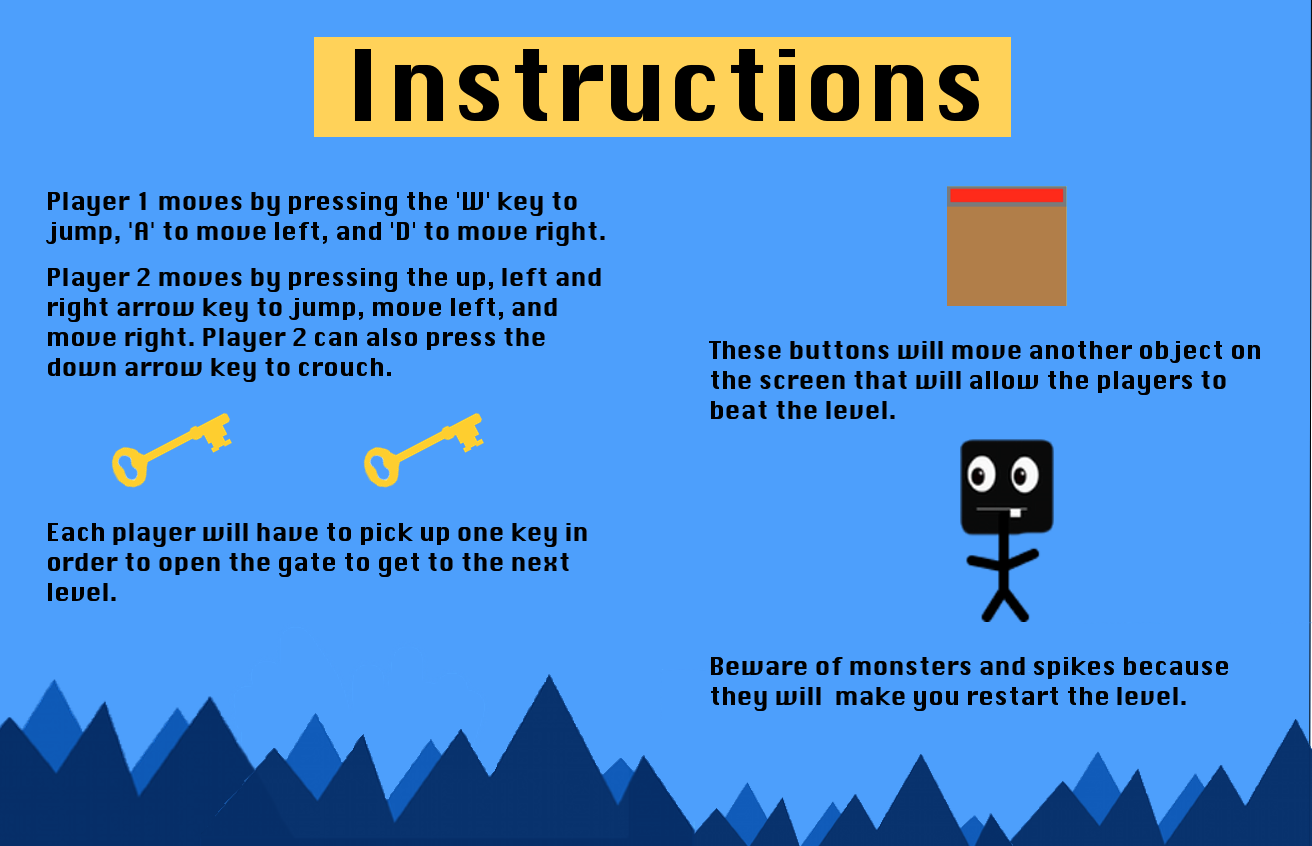 Instructions
Player 1 moves by pressing the 'W' key to
jump, 'A' to move left, and 'D' to move right.
Player 2 moves by pressing the up, left and
right arrow key to jump, move left, and
move right. Player 2 can also press the
down arrow key to crouch.
Each player will have to pick up one key in
order to open the gate to get to the next
level.
These buttons will move another object on
the screen that will allow the players to
beat the level.
Beware of monsters and spikes because
they will  make you restart the level.